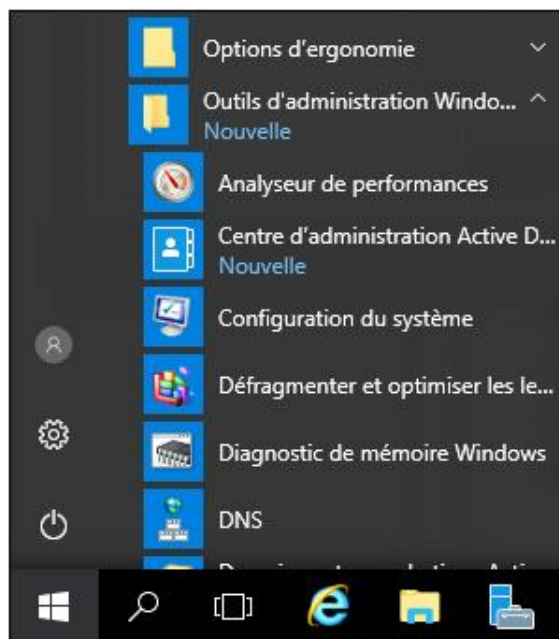 Options d'ergonomie
Outils d'administration Windo...
Nouvelle
Analyseur de performances
Centre d'administration Active D...
Nouvelle
Configuration du système
Défragmenter et optimiser les le...
Diagnostic de mémoire Windows
DNS